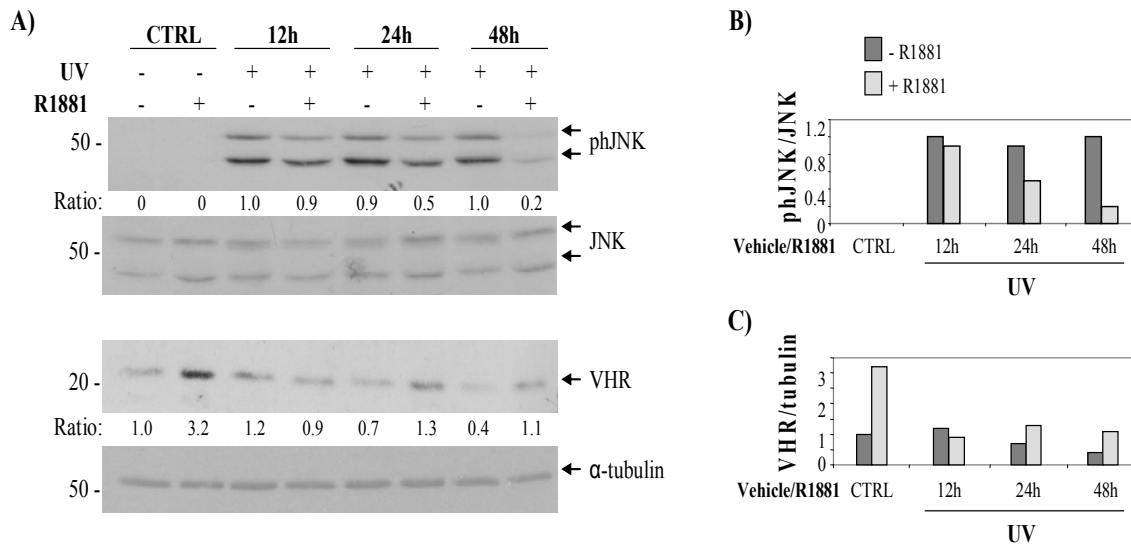 A)
CTRL 12h 24h 48h
UV - - + + + + + +
R1881 - + - + - + - +
50 - phJNK
Ratio: 0 0 1.0 0.9 0.9 0.5 1.0 0.2
50 - JNK
20 - VHR
Ratio: 1.0 3.2 1.2 0.9 0.7 1.3 0.4 1.1
50 - α-tubulin
B)
- R1881
+ R1881
phJNK/JNK
1.2
0.8
0.4
0
Vehicle/R1881 CTRL 12h 24h 48h
UV
C)
VHR/tubulin
3
2
1
0
Vehicle/R1881 CTRL 12h 24h 48h
UV